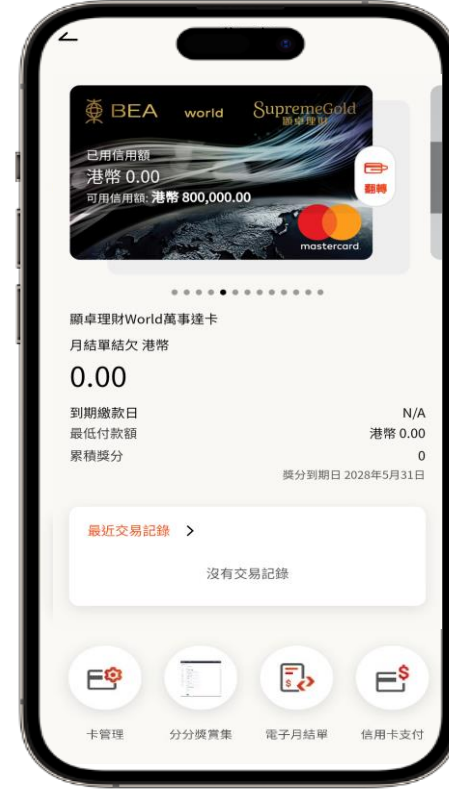 BEA
world
SupremeGold
顯卓理財
已用信用額
港幣 0.00
可用信用額: 港幣 800,000.00
翻轉
mastercard.
顯卓理財World萬事達卡
月結單結欠 港幣
0.00
到期繳款日 N/A
最低付款額 港幣 0.00
累積獎分 0
獎分到期日 2028年5月31日
最近交易記錄 >
沒有交易記錄
卡管理
分分獎賞集
電子月結單
信用卡支付